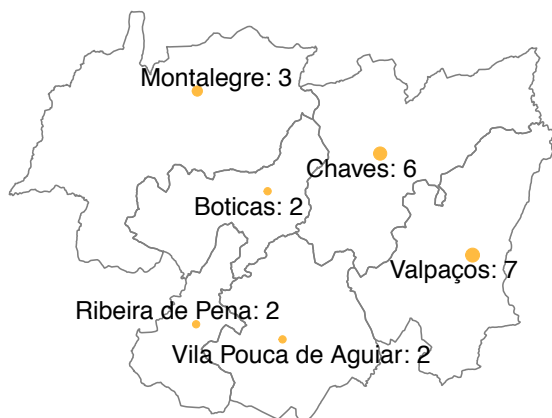 Montalegre: 3
Chaves: 6
Boticas: 2
Valpaços: 7
Ribeira de Pena: 2
Vila Pouca de Aguiar: 2